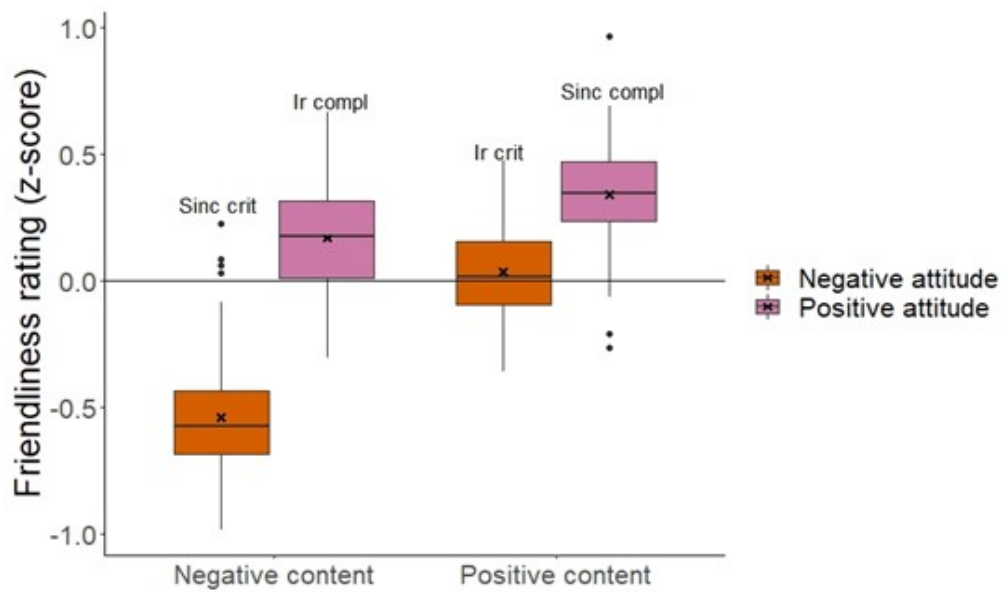 Friendliness rating (z-score)
1.0
0.5
0.0
-0.5
-1.0
Sinc crit
Ir compl
Ir crit
Sinc compl
Negative content
Positive content
Negative attitude
Positive attitude